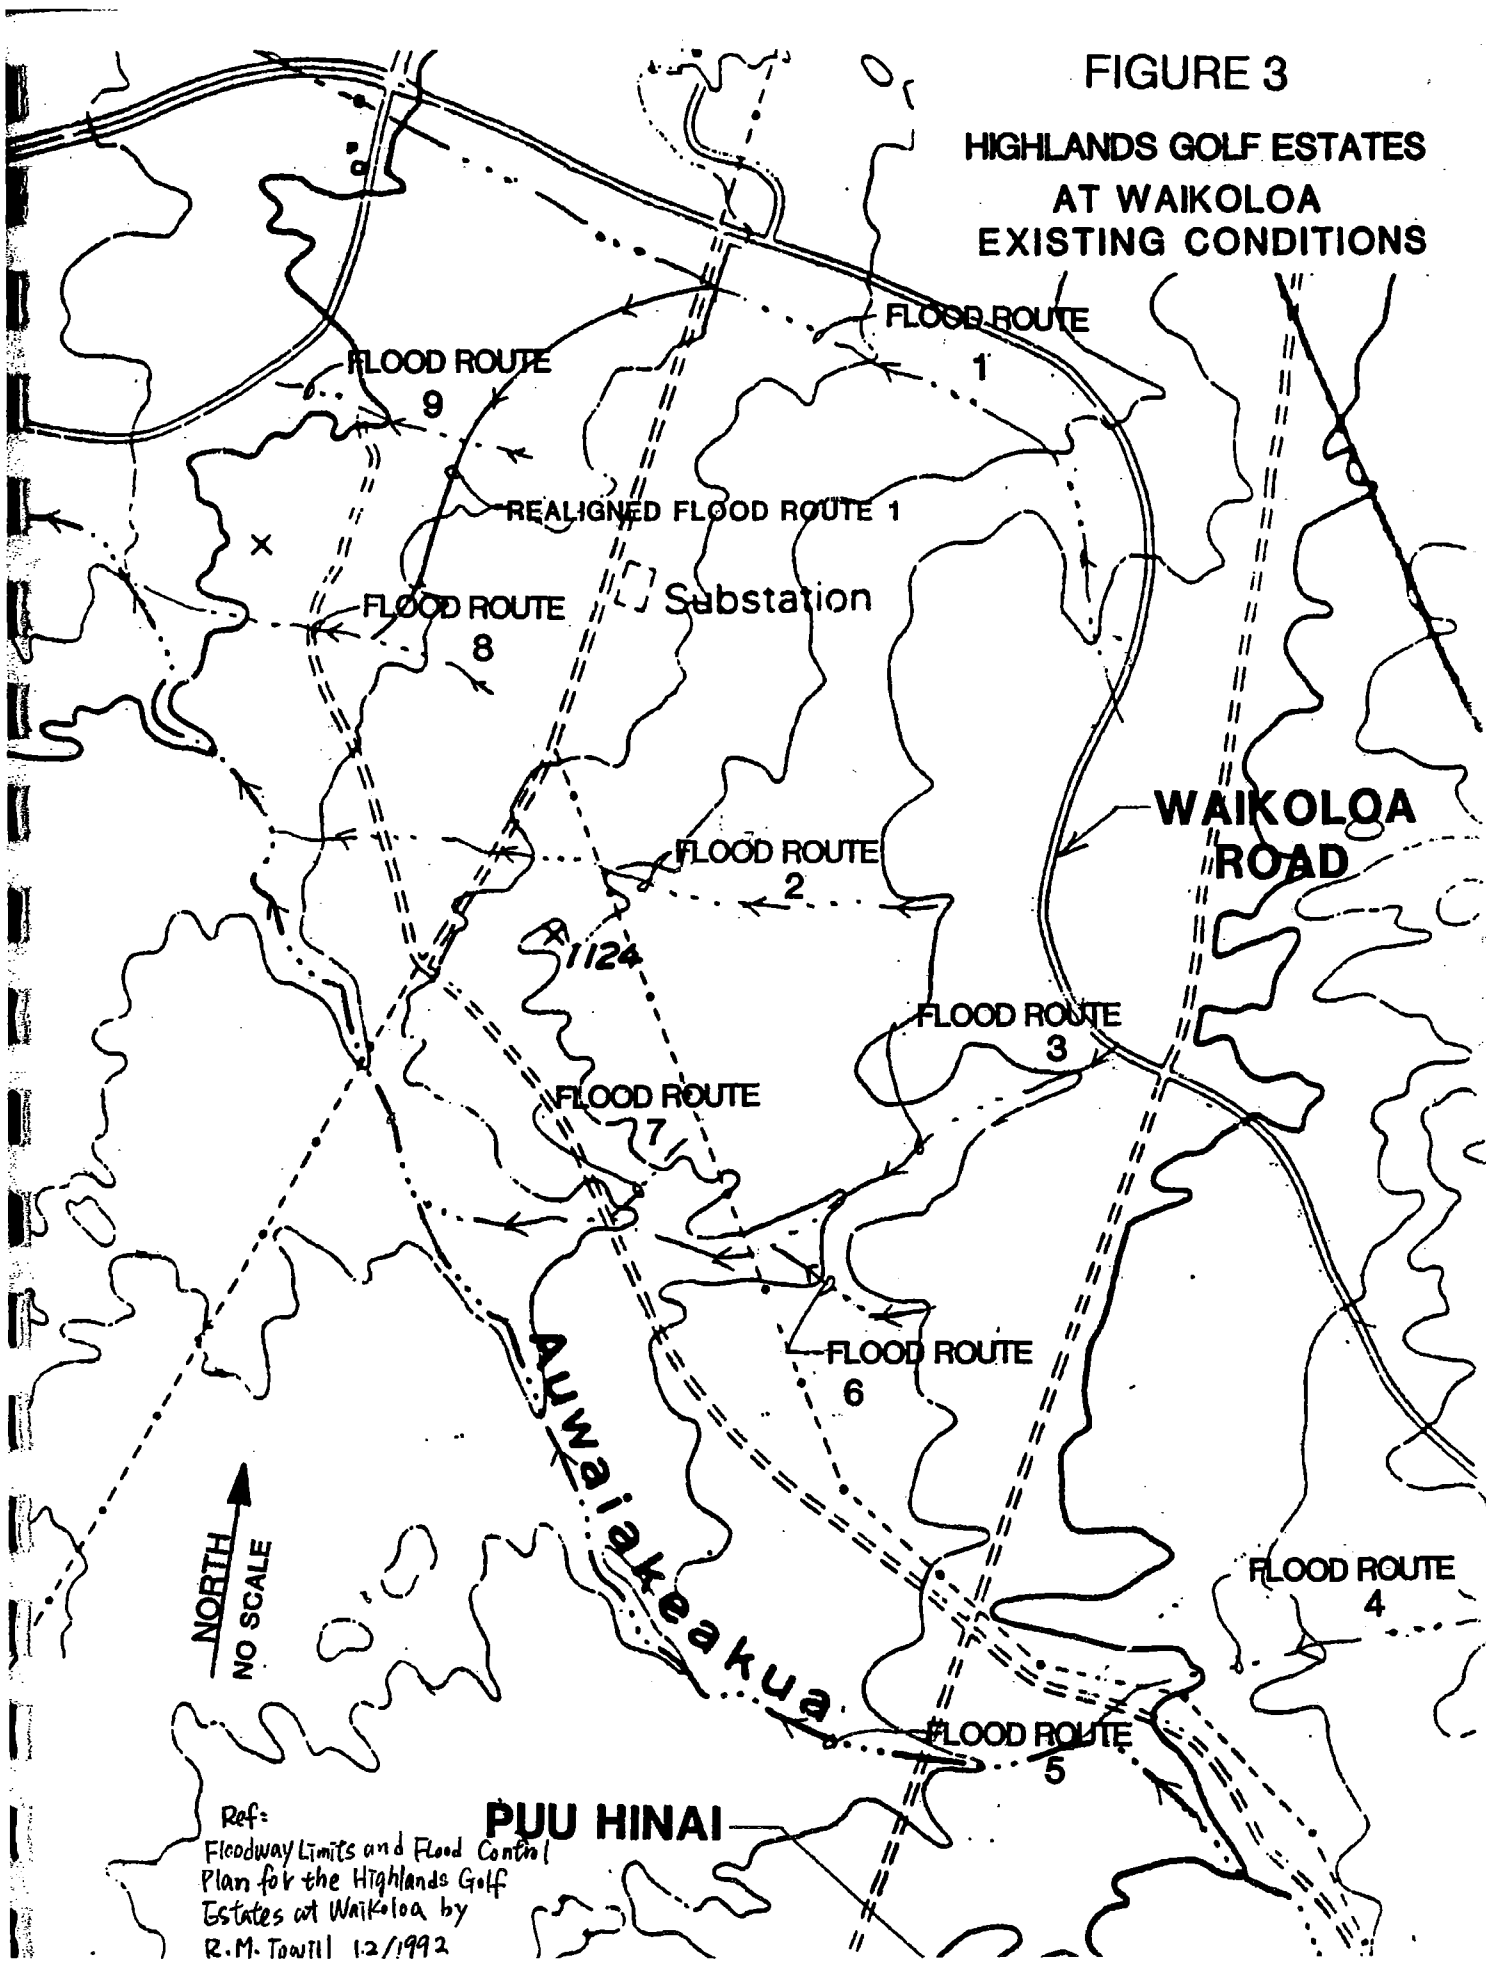 FIGURE 3
HIGHLANDS GOLF ESTATES
AT WAIKOLOA
EXISTING CONDITIONS
FLOOD ROUTE
1
FLOOD ROUTE
9
REALIGNED FLOOD ROUTE 1
FLOOD ROUTE
8
Substation
WAIKOLOA
ROAD
FLOOD ROUTE
2
1124
FLOOD ROUTE
3
FLOOD ROUTE
7
FLOOD ROUTE
6
Auwaiakeakua
NORTH
NO SCALE
FLOOD ROUTE
4
FLOOD ROUTE
5
PUU HINAI
Ref:
Floodway Limits and Flood Control
Plan for the Highlands Golf
Estates at Waikoloa by
R.M. Towill 12/1992